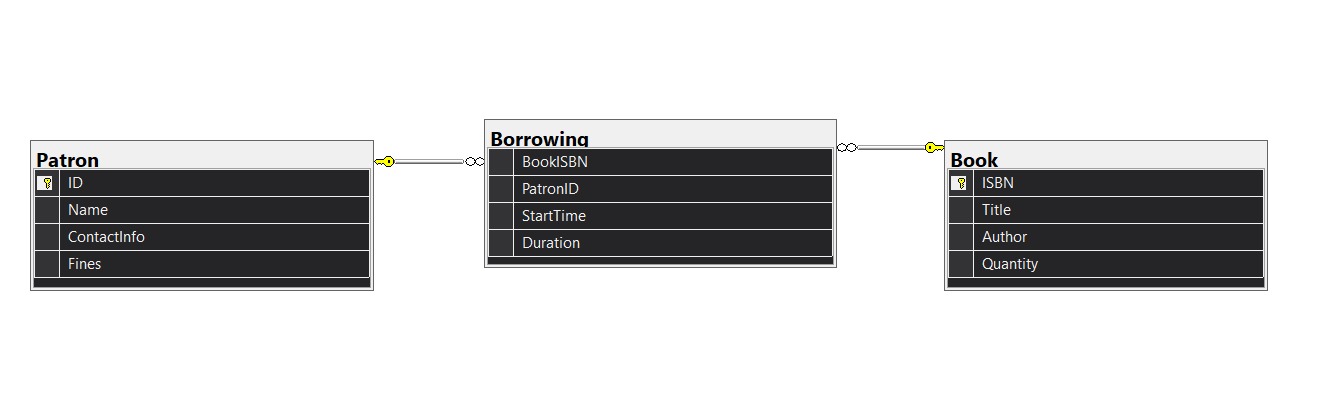 Patron
ID
Name
ContactInfo
Fines
Borrowing
BookISBN
PatronID
StartTime
Duration
Book
ISBN
Title
Author
Quantity